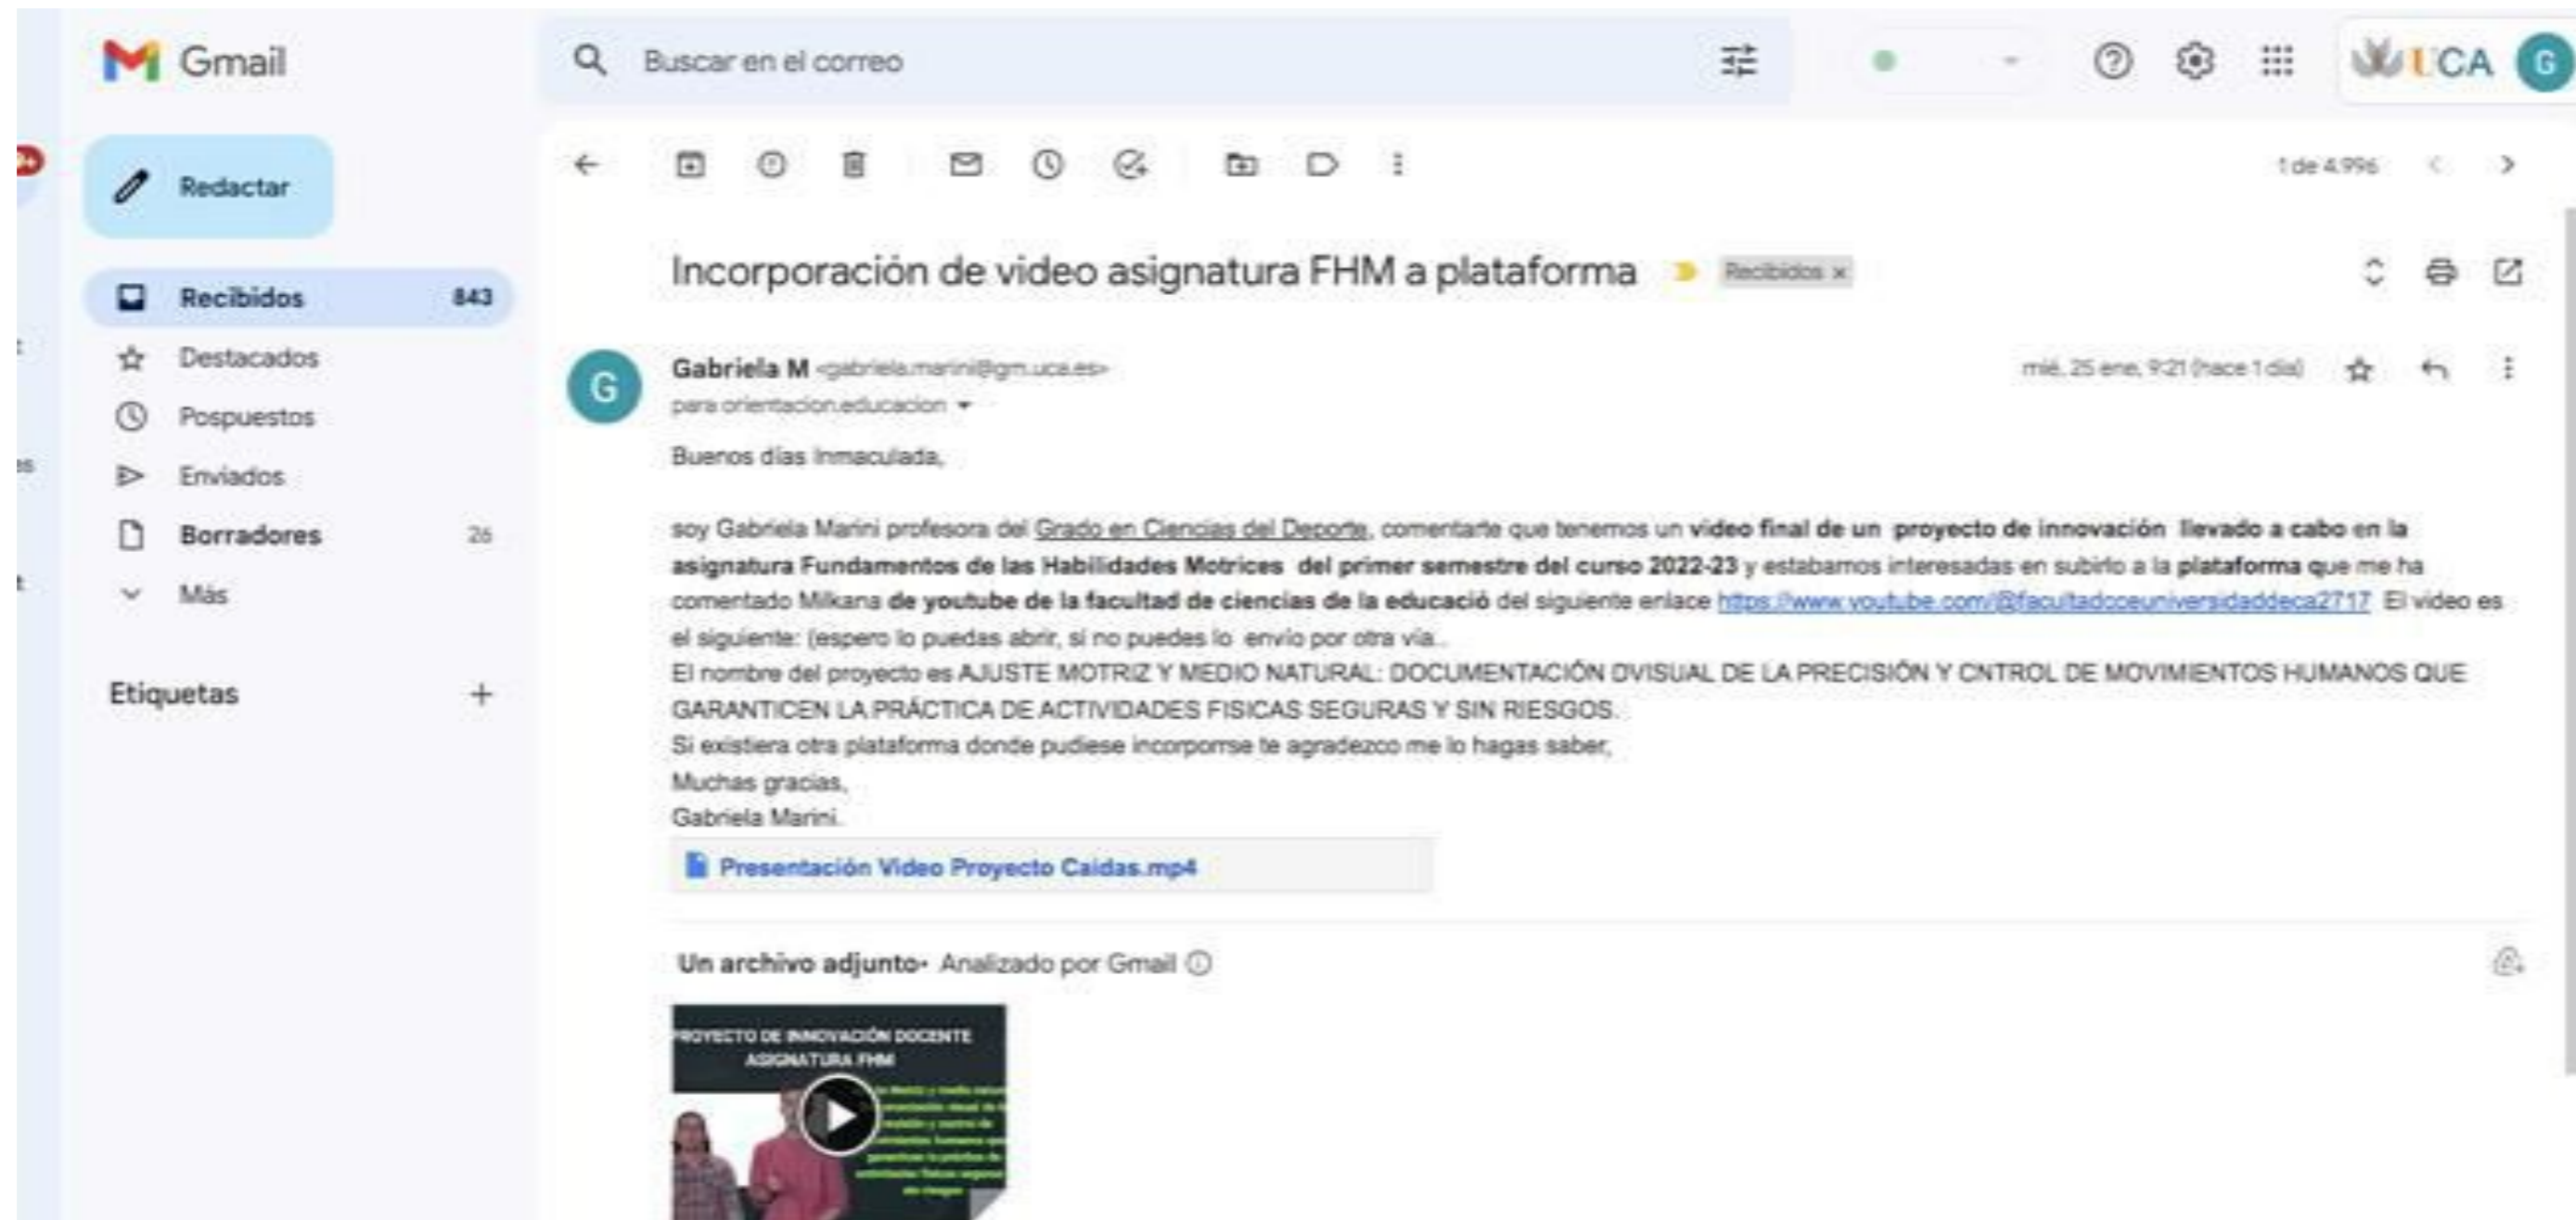 Gmail
Buscar en el correo
UCA
G
Redactar
1 de 4.996
Incorporación de video asignatura FHM a plataforma
Recibidos x
Recibidos 843
Destacados
Pospuestos
Enviados
Borradores 26
Más
Etiquetas +
G
Gabriela M <gabriela.marini@gm.uca.es>
mié, 25 ene, 9:21 (hace 1 día)
para orientacion.educacion
Buenos días Inmaculada,
soy Gabriela Marini profesora del Grado en Ciencias del Deporte, comentarte que tenemos un video final de un proyecto de innovación llevado a cabo en la
asignatura Fundamentos de las Habilidades Motrices del primer semestre del curso 2022-23 y estabamos interesadas en subirlo a la plataforma que me ha
comentado Milkana de youtube de la facultad de ciencias de la educació del siguiente enlace https://www.youtube.com/@facultadcceuniversidaddeca2717 El video es
el siguiente: (espero lo puedas abrir, si no puedes lo envío por otra vía..
El nombre del proyecto es AJUSTE MOTRIZ Y MEDIO NATURAL: DOCUMENTACIÓN DVISUAL DE LA PRECISIÓN Y CNTROL DE MOVIMIENTOS HUMANOS QUE
GARANTICEN LA PRÁCTICA DE ACTIVIDADES FISICAS SEGURAS Y SIN RIESGOS.
Si existiera otra plataforma donde pudiese incorporrse te agradezco me lo hagas saber,
Muchas gracias,
Gabriela Marini.
Presentación Video Proyecto Caidas.mp4
Un archivo adjunto• Analizado por Gmail
PROYECTO DE INNOVACIÓN DOCENTE
ASIGNATURA FHM